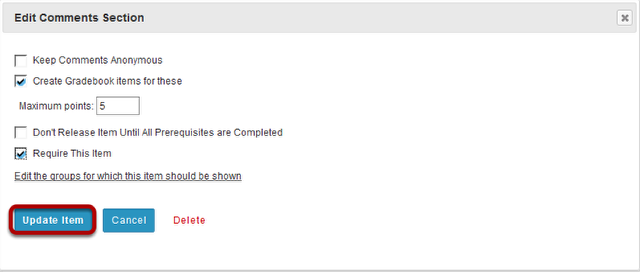 Edit Comments Section
Keep Comments Anonymous
Create Gradebook items for these
Maximum points: 5
Don't Release Item Until All Prerequisites are Completed
Require This Item
Edit the groups for which this item should be shown
Update Item Cancel Delete